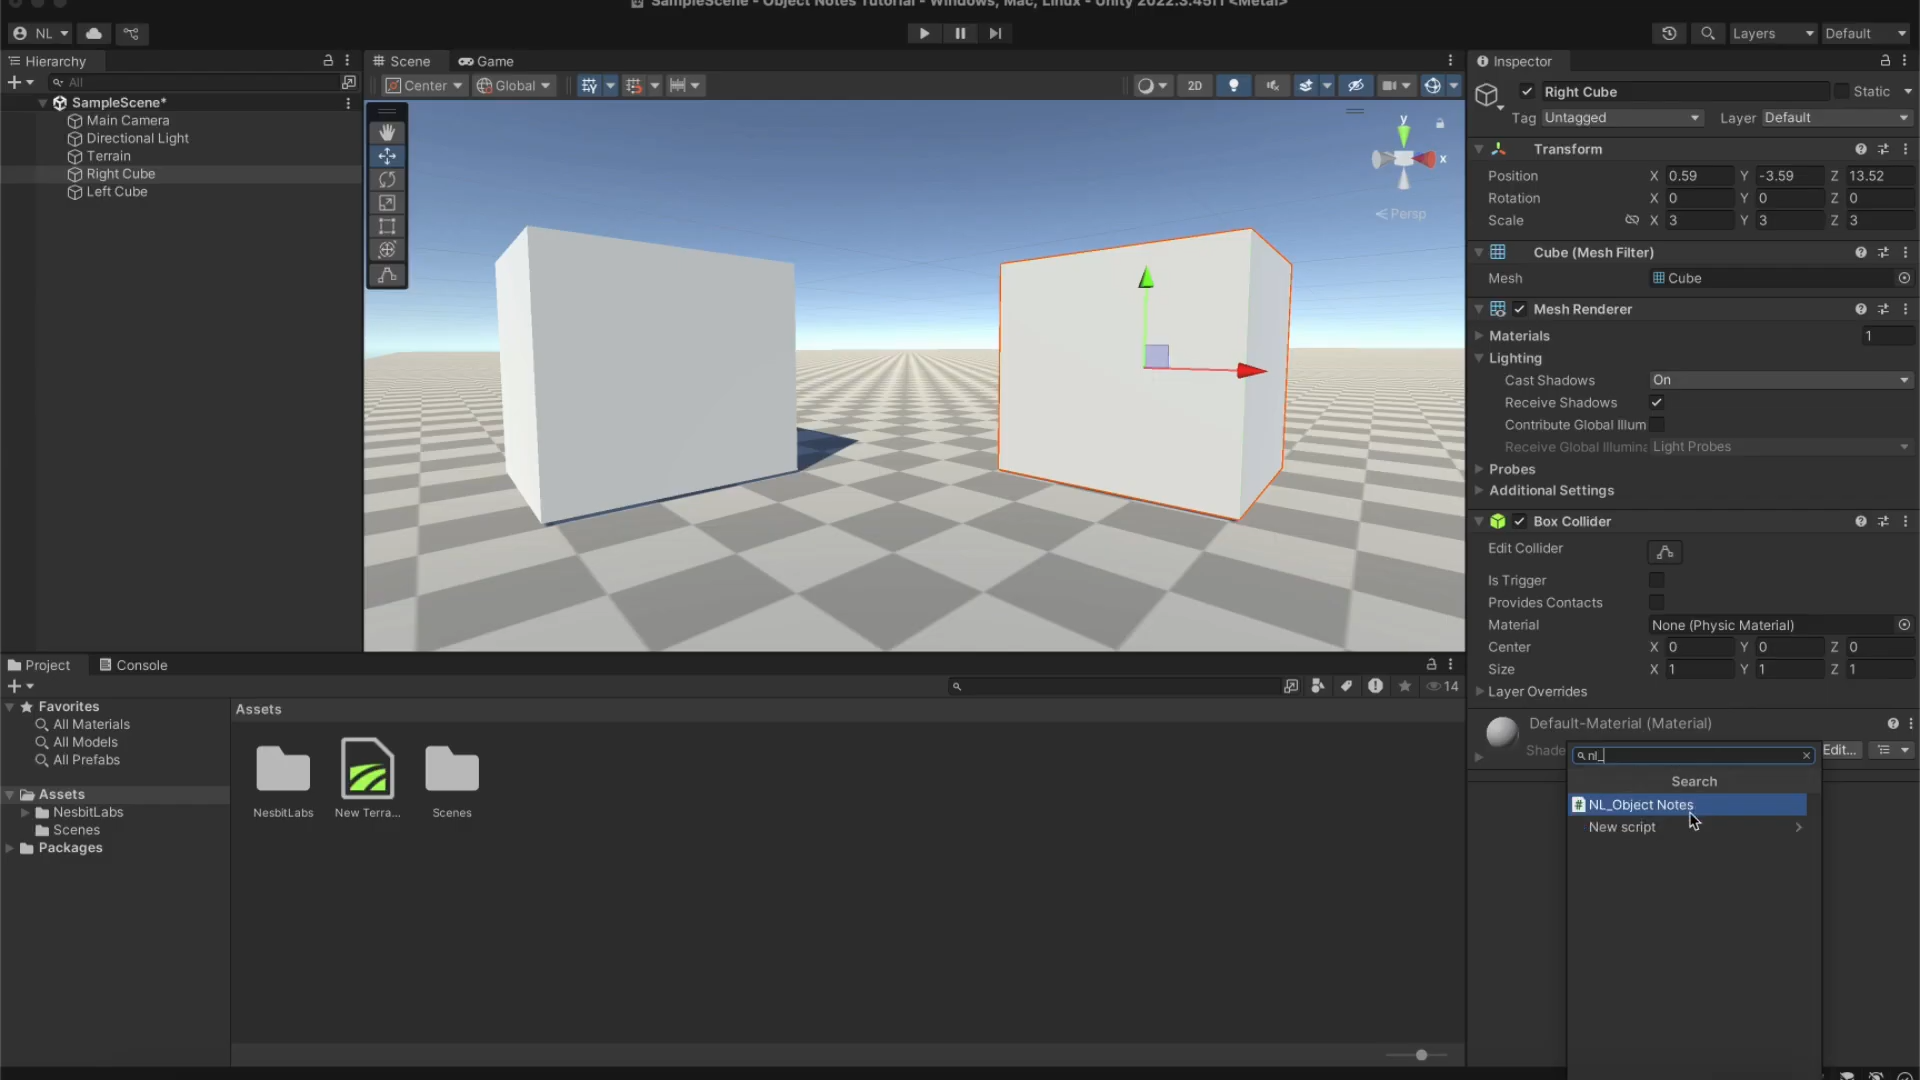 SampleScene - Object Notes Tutorial - Windows, Mac, Linux - Unity 2022.3.45f1 <Metal>
NL
Layers
Default
Hierarchy
All
SampleScene*
Main Camera
Directional Light
Terrain
Right Cube
Left Cube
Scene
Game
Center
Global
2D
y
x
Persp
Inspector
Right Cube
Static
Tag Untagged
Layer Default
Transform
Position X 0.59 Y -3.59 Z 13.52
Rotation X 0 Y 0 Z 0
Scale X 3 Y 3 Z 3
Cube (Mesh Filter)
Mesh Cube
Mesh Renderer
Materials 1
Lighting
Cast Shadows On
Receive Shadows
Contribute Global Illum
Receive Global Illumina Light Probes
Probes
Additional Settings
Box Collider
Edit Collider
Is Trigger
Provides Contacts
Material None (Physic Material)
Center X 0 Y 0 Z 0
Size X 1 Y 1 Z 1
Layer Overrides
Default-Material (Material)
Shade
Edit...
nl_
Search
NL_Object Notes
New script
Project
Console
14
Favorites
All Materials
All Models
All Prefabs
Assets
NesbitLabs
Scenes
Packages
Assets
NesbitLabs
New Terra...
Scenes